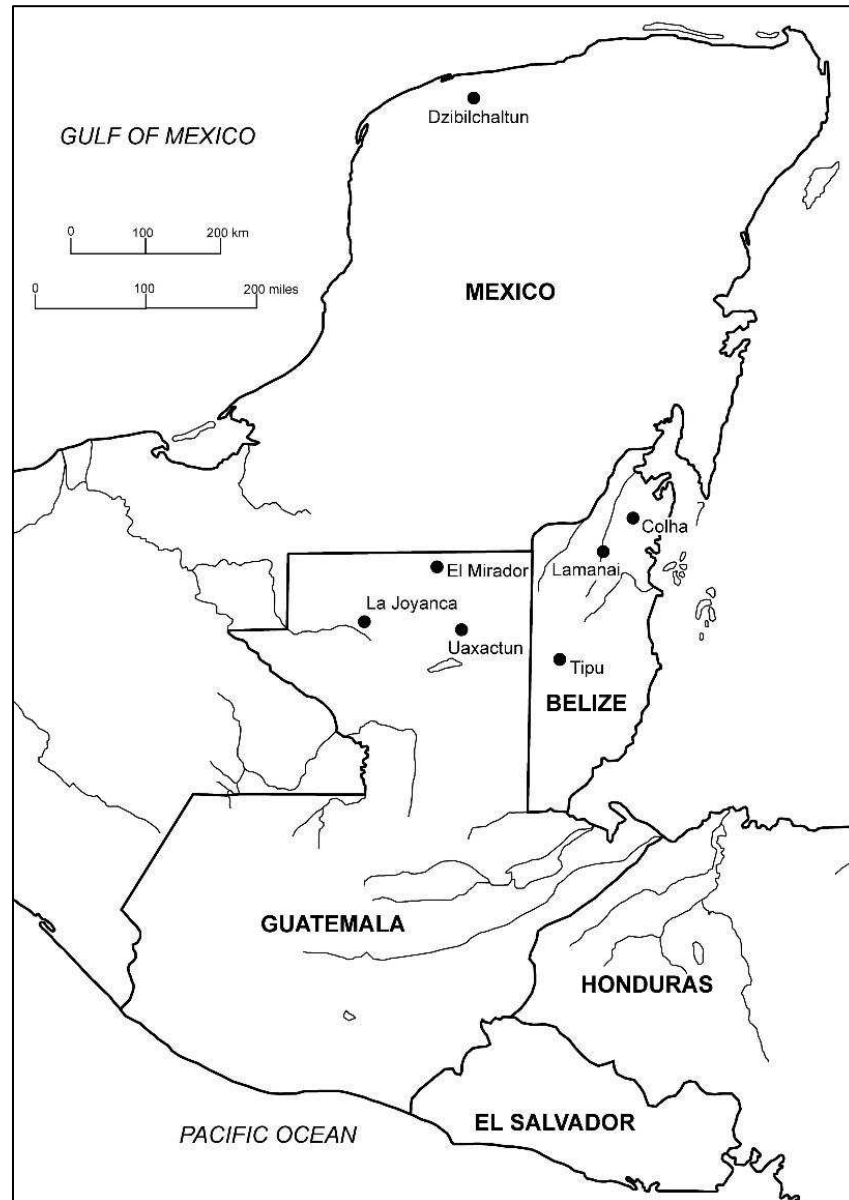 Dzibilchaltun
GULF OF MEXICO
0 100 200 km
0 100 200 miles
MEXICO
Colha
Lamanai
El Mirador
La Joyanca
Uaxactun
Tipu
BELIZE
GUATEMALA
HONDURAS
EL SALVADOR
PACIFIC OCEAN